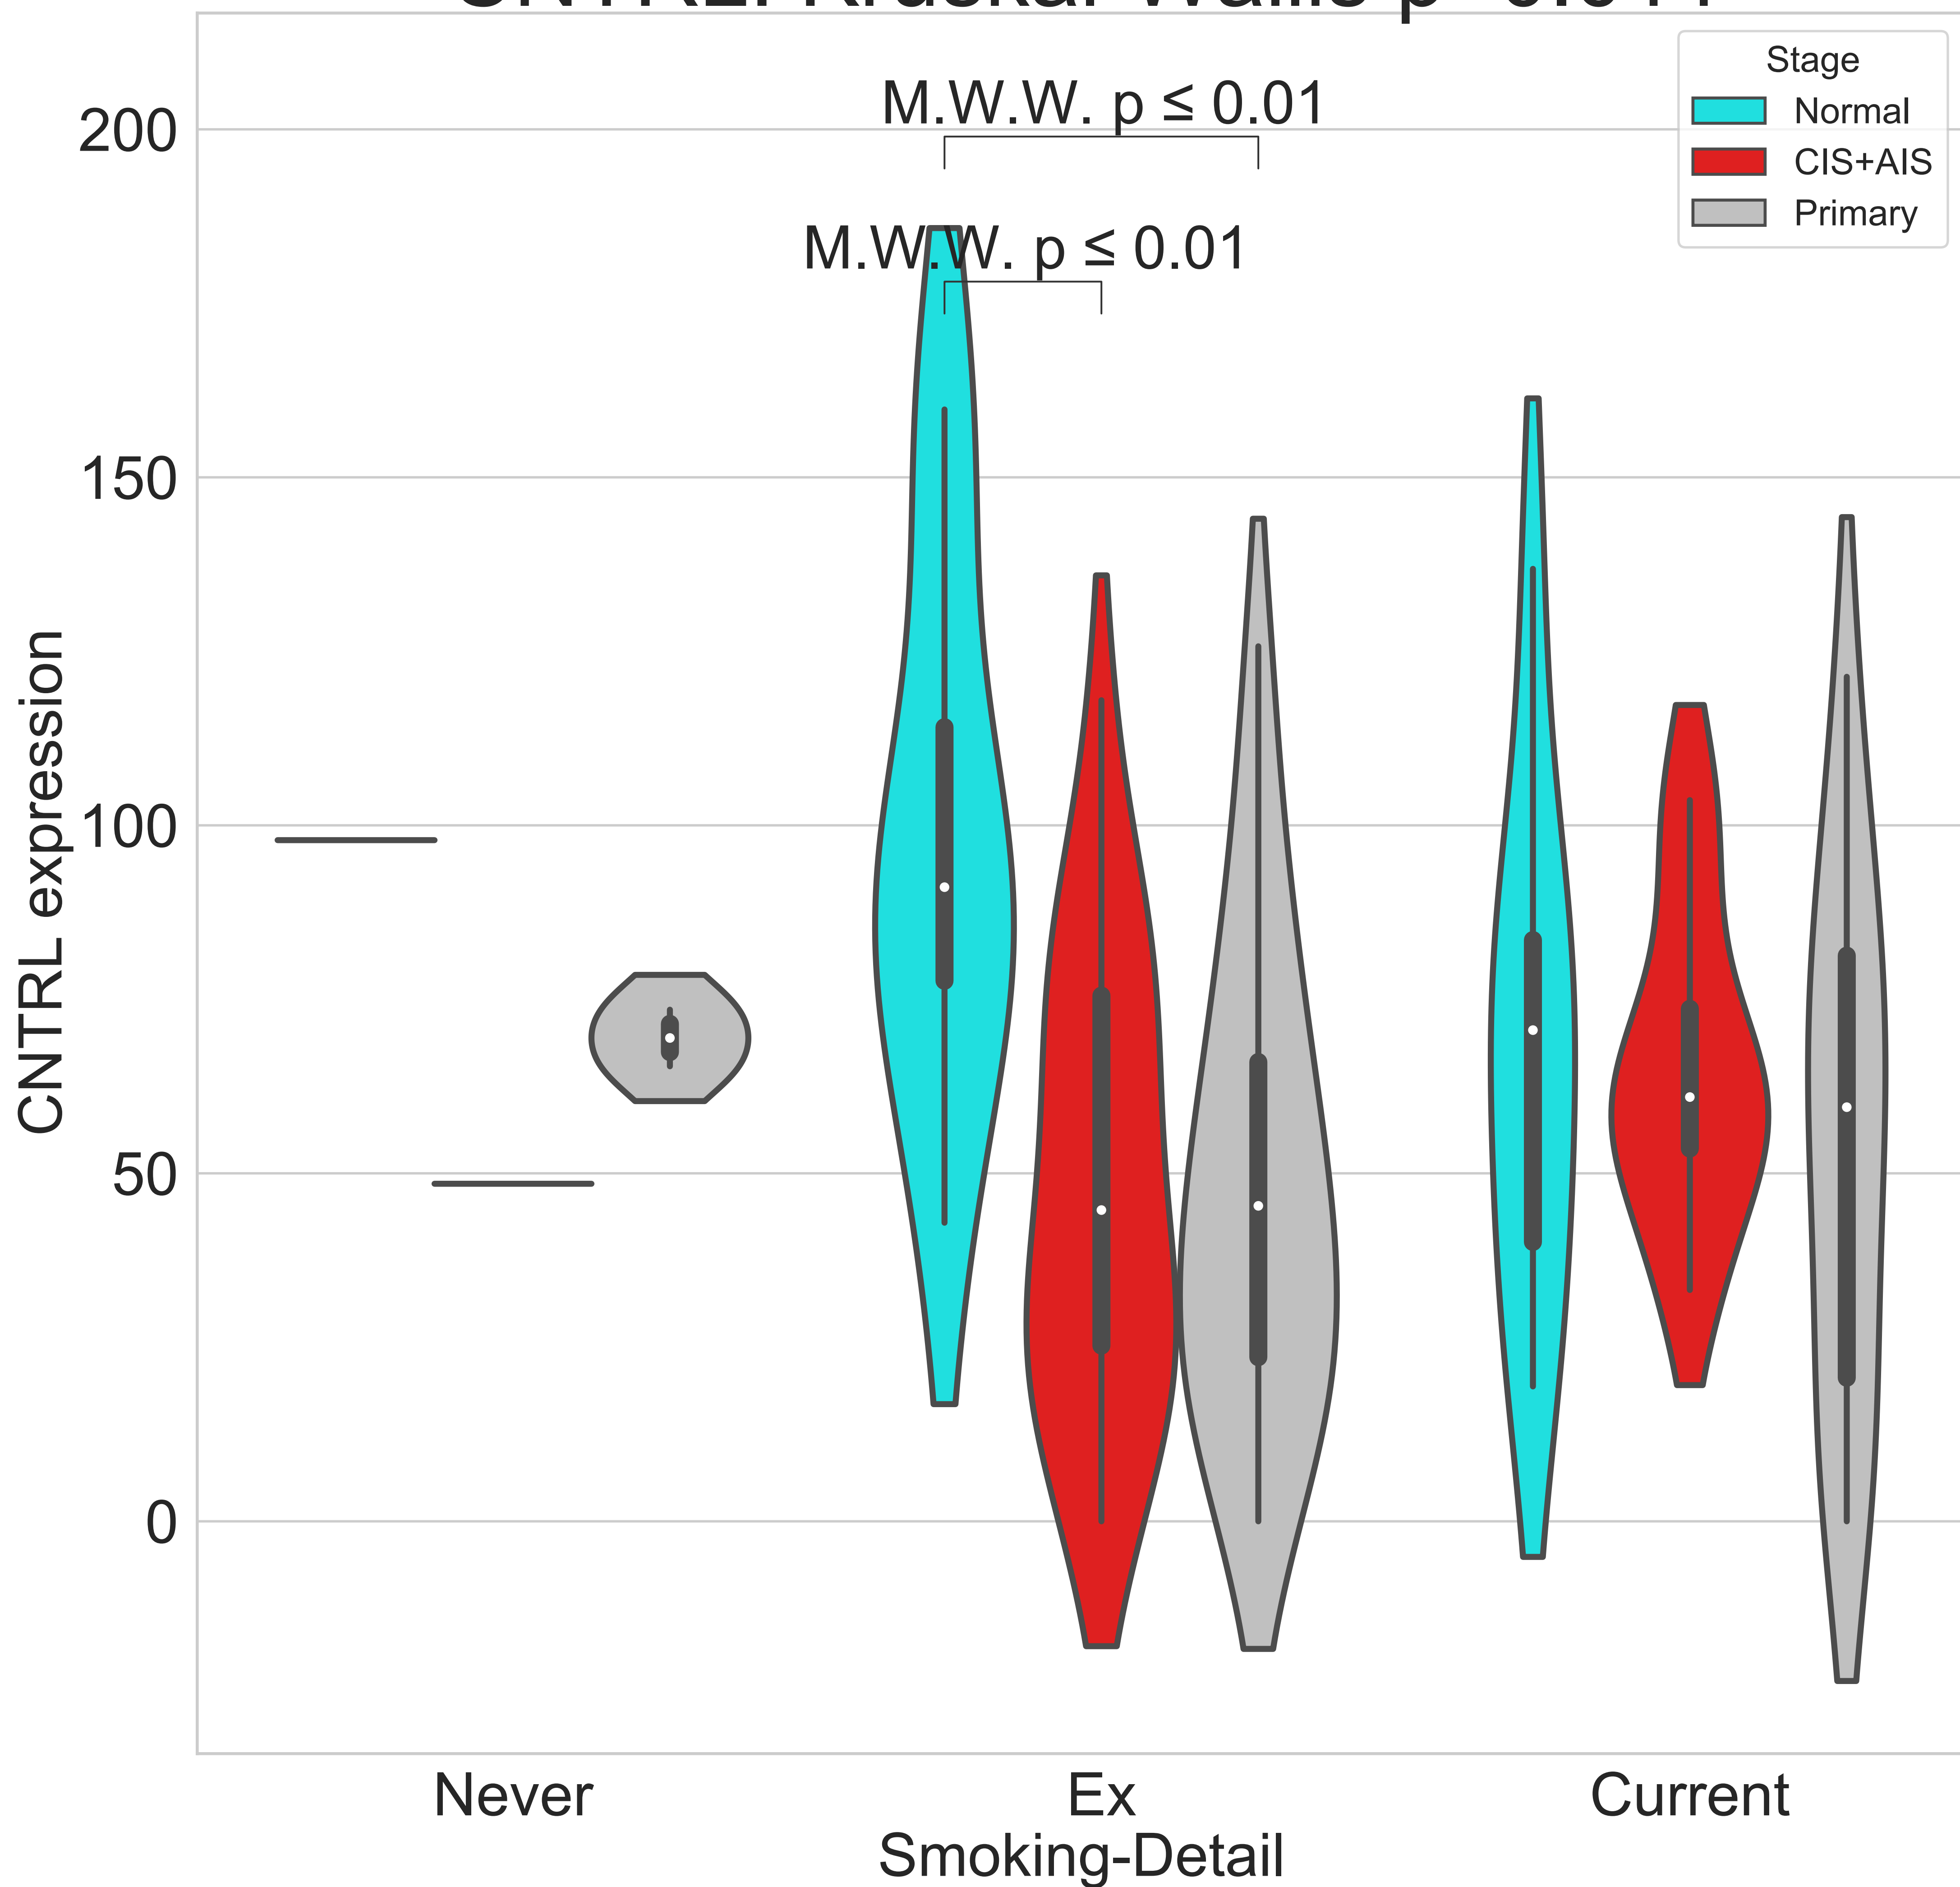 M.W.W. p ≤ 0.01
M.W.W. p ≤ 0.01
Stage
Normal
CIS+AIS
Primary
CNTRL expression
200
150
100
50
0
Never
Ex
Current
Smoking-Detail